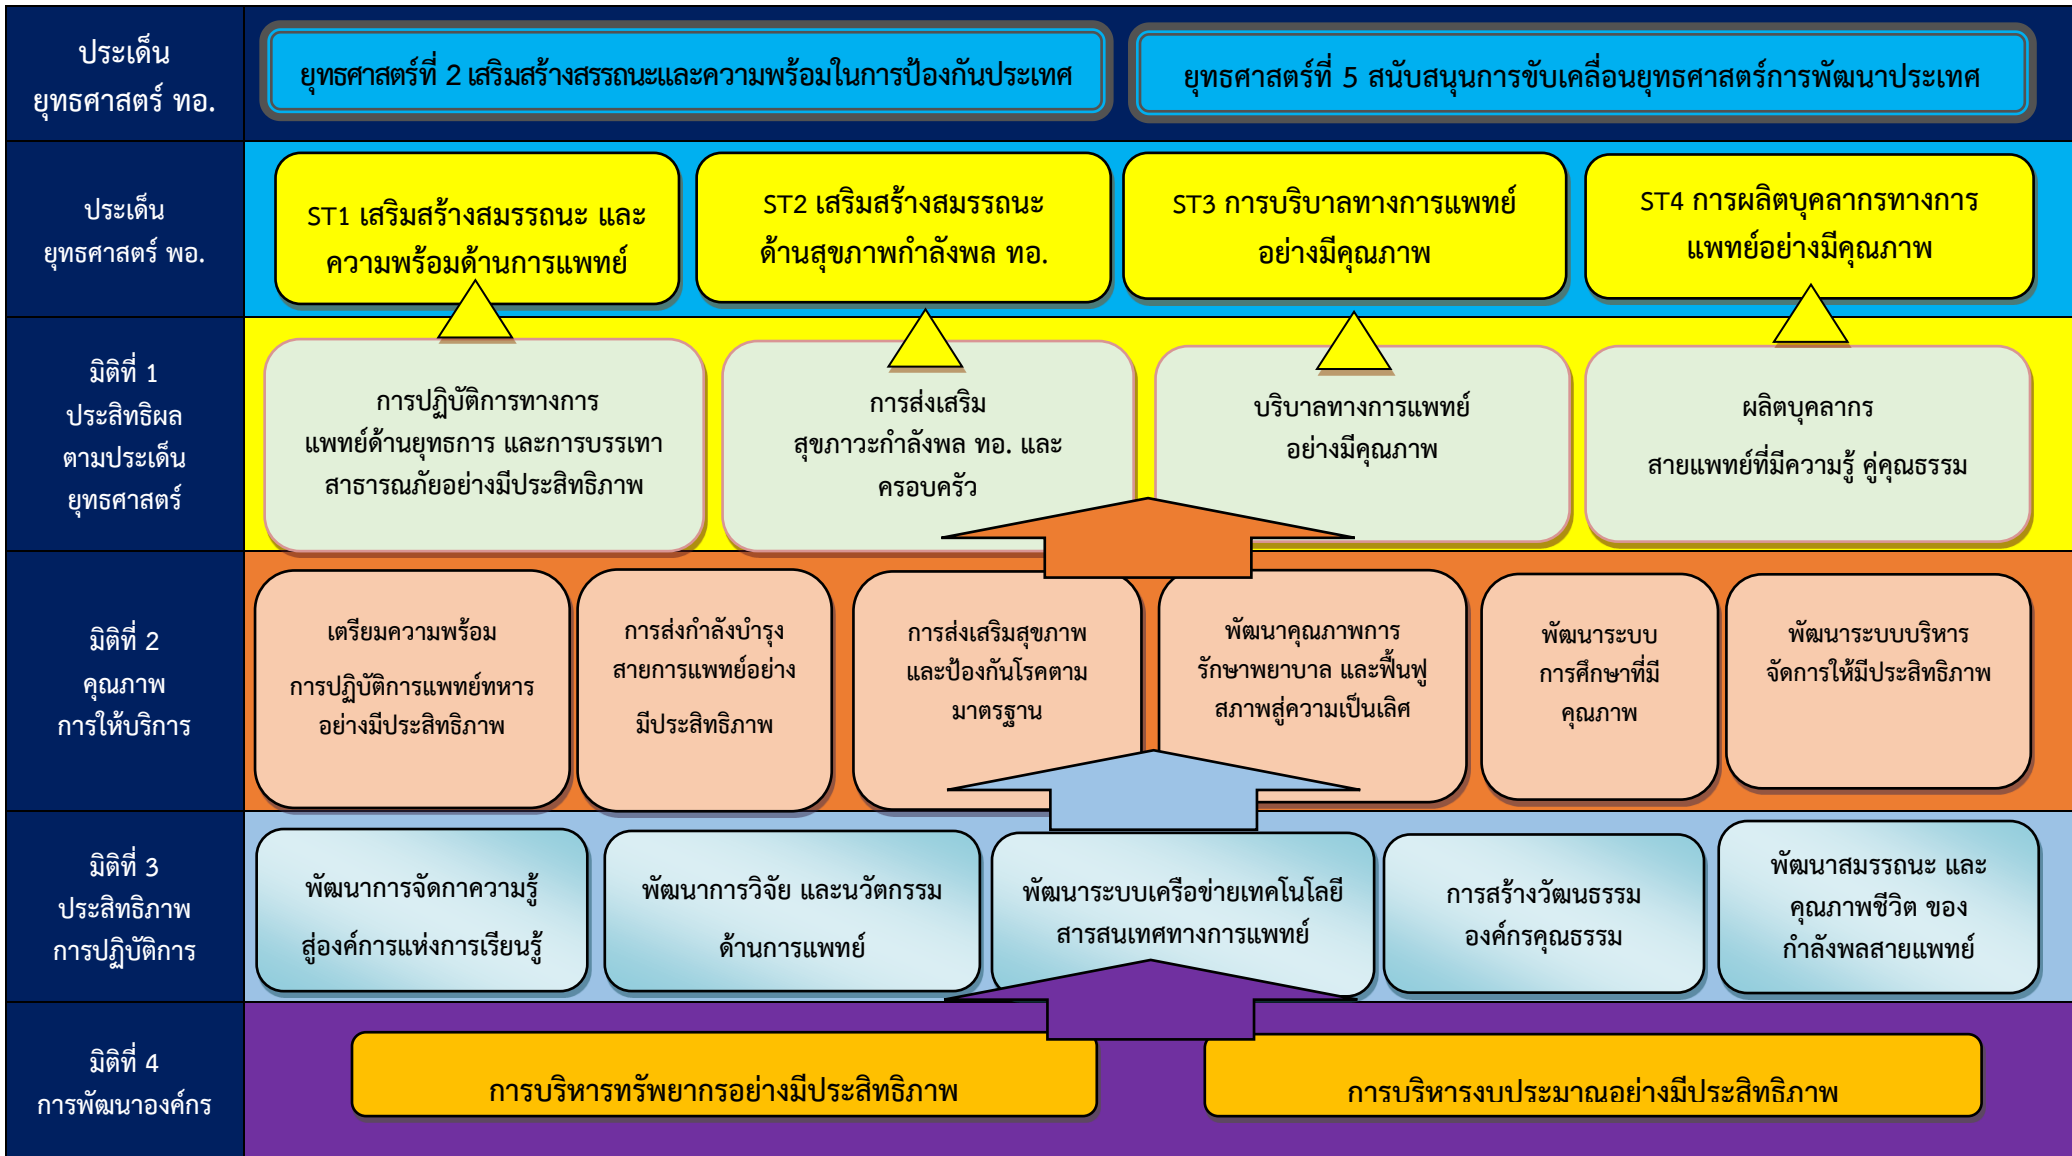 ประเด็น
ยุทธศาสตร์ ทอ.
ยุทธศาสตร์ที่ 2 เสริมสร้างสรรถนะและความพร้อมในการป้องกันประเทศ
ยุทธศาสตร์ที่ 5 สนับสนุนการขับเคลื่อนยุทธศาสตร์การพัฒนาประเทศ
ประเด็น
ยุทธศาสตร์ พอ.
ST1 เสริมสร้างสมรรถนะ และ
ความพร้อมด้านการแพทย์
ST2 เสริมสร้างสมรรถนะ
ด้านสุขภาพกำลังพล ทอ.
ST3 การบริบาลทางการแพทย์
อย่างมีคุณภาพ
ST4 การผลิตบุคลากรทางการ
แพทย์อย่างมีคุณภาพ
มิติที่ 1
ประสิทธิผล
ตามประเด็น
ยุทธศาสตร์
การปฏิบัติการทางการ
แพทย์ด้านยุทธการ และการบรรเทา
สาธารณภัยอย่างมีประสิทธิภาพ
การส่งเสริม
สุขภาวะกำลังพล ทอ. และ
ครอบครัว
บริบาลทางการแพทย์
อย่างมีคุณภาพ
ผลิตบุคลากร
สายแพทย์ที่มีความรู้ คู่คุณธรรม
มิติที่ 2
คุณภาพ
การให้บริการ
เตรียมความพร้อม
การปฏิบัติการแพทย์ทหาร
อย่างมีประสิทธิภาพ
การส่งกำลังบำรุง
สายการแพทย์อย่าง
มีประสิทธิภาพ
การส่งเสริมสุขภาพ
และป้องกันโรคตาม
มาตรฐาน
พัฒนาคุณภาพการ
รักษาพยาบาล และฟื้นฟู
สภาพสู่ความเป็นเลิศ
พัฒนาระบบ
การศึกษาที่มี
คุณภาพ
พัฒนาระบบบริหาร
จัดการให้มีประสิทธิภาพ
มิติที่ 3
ประสิทธิภาพ
การปฏิบัติการ
พัฒนาการจัดกาความรู้
สู่องค์การแห่งการเรียนรู้
พัฒนาการวิจัย และนวัตกรรม
ด้านการแพทย์
พัฒนาระบบเครือข่ายเทคโนโลยี
สารสนเทศทางการแพทย์
การสร้างวัฒนธรรม
องค์กรคุณธรรม
พัฒนาสมรรถนะ และ
คุณภาพชีวิต ของ
กำลังพลสายแพทย์
มิติที่ 4
การพัฒนาองค์กร
การบริหารทรัพยากรอย่างมีประสิทธิภาพ
การบริหารงบประมาณอย่างมีประสิทธิภาพ